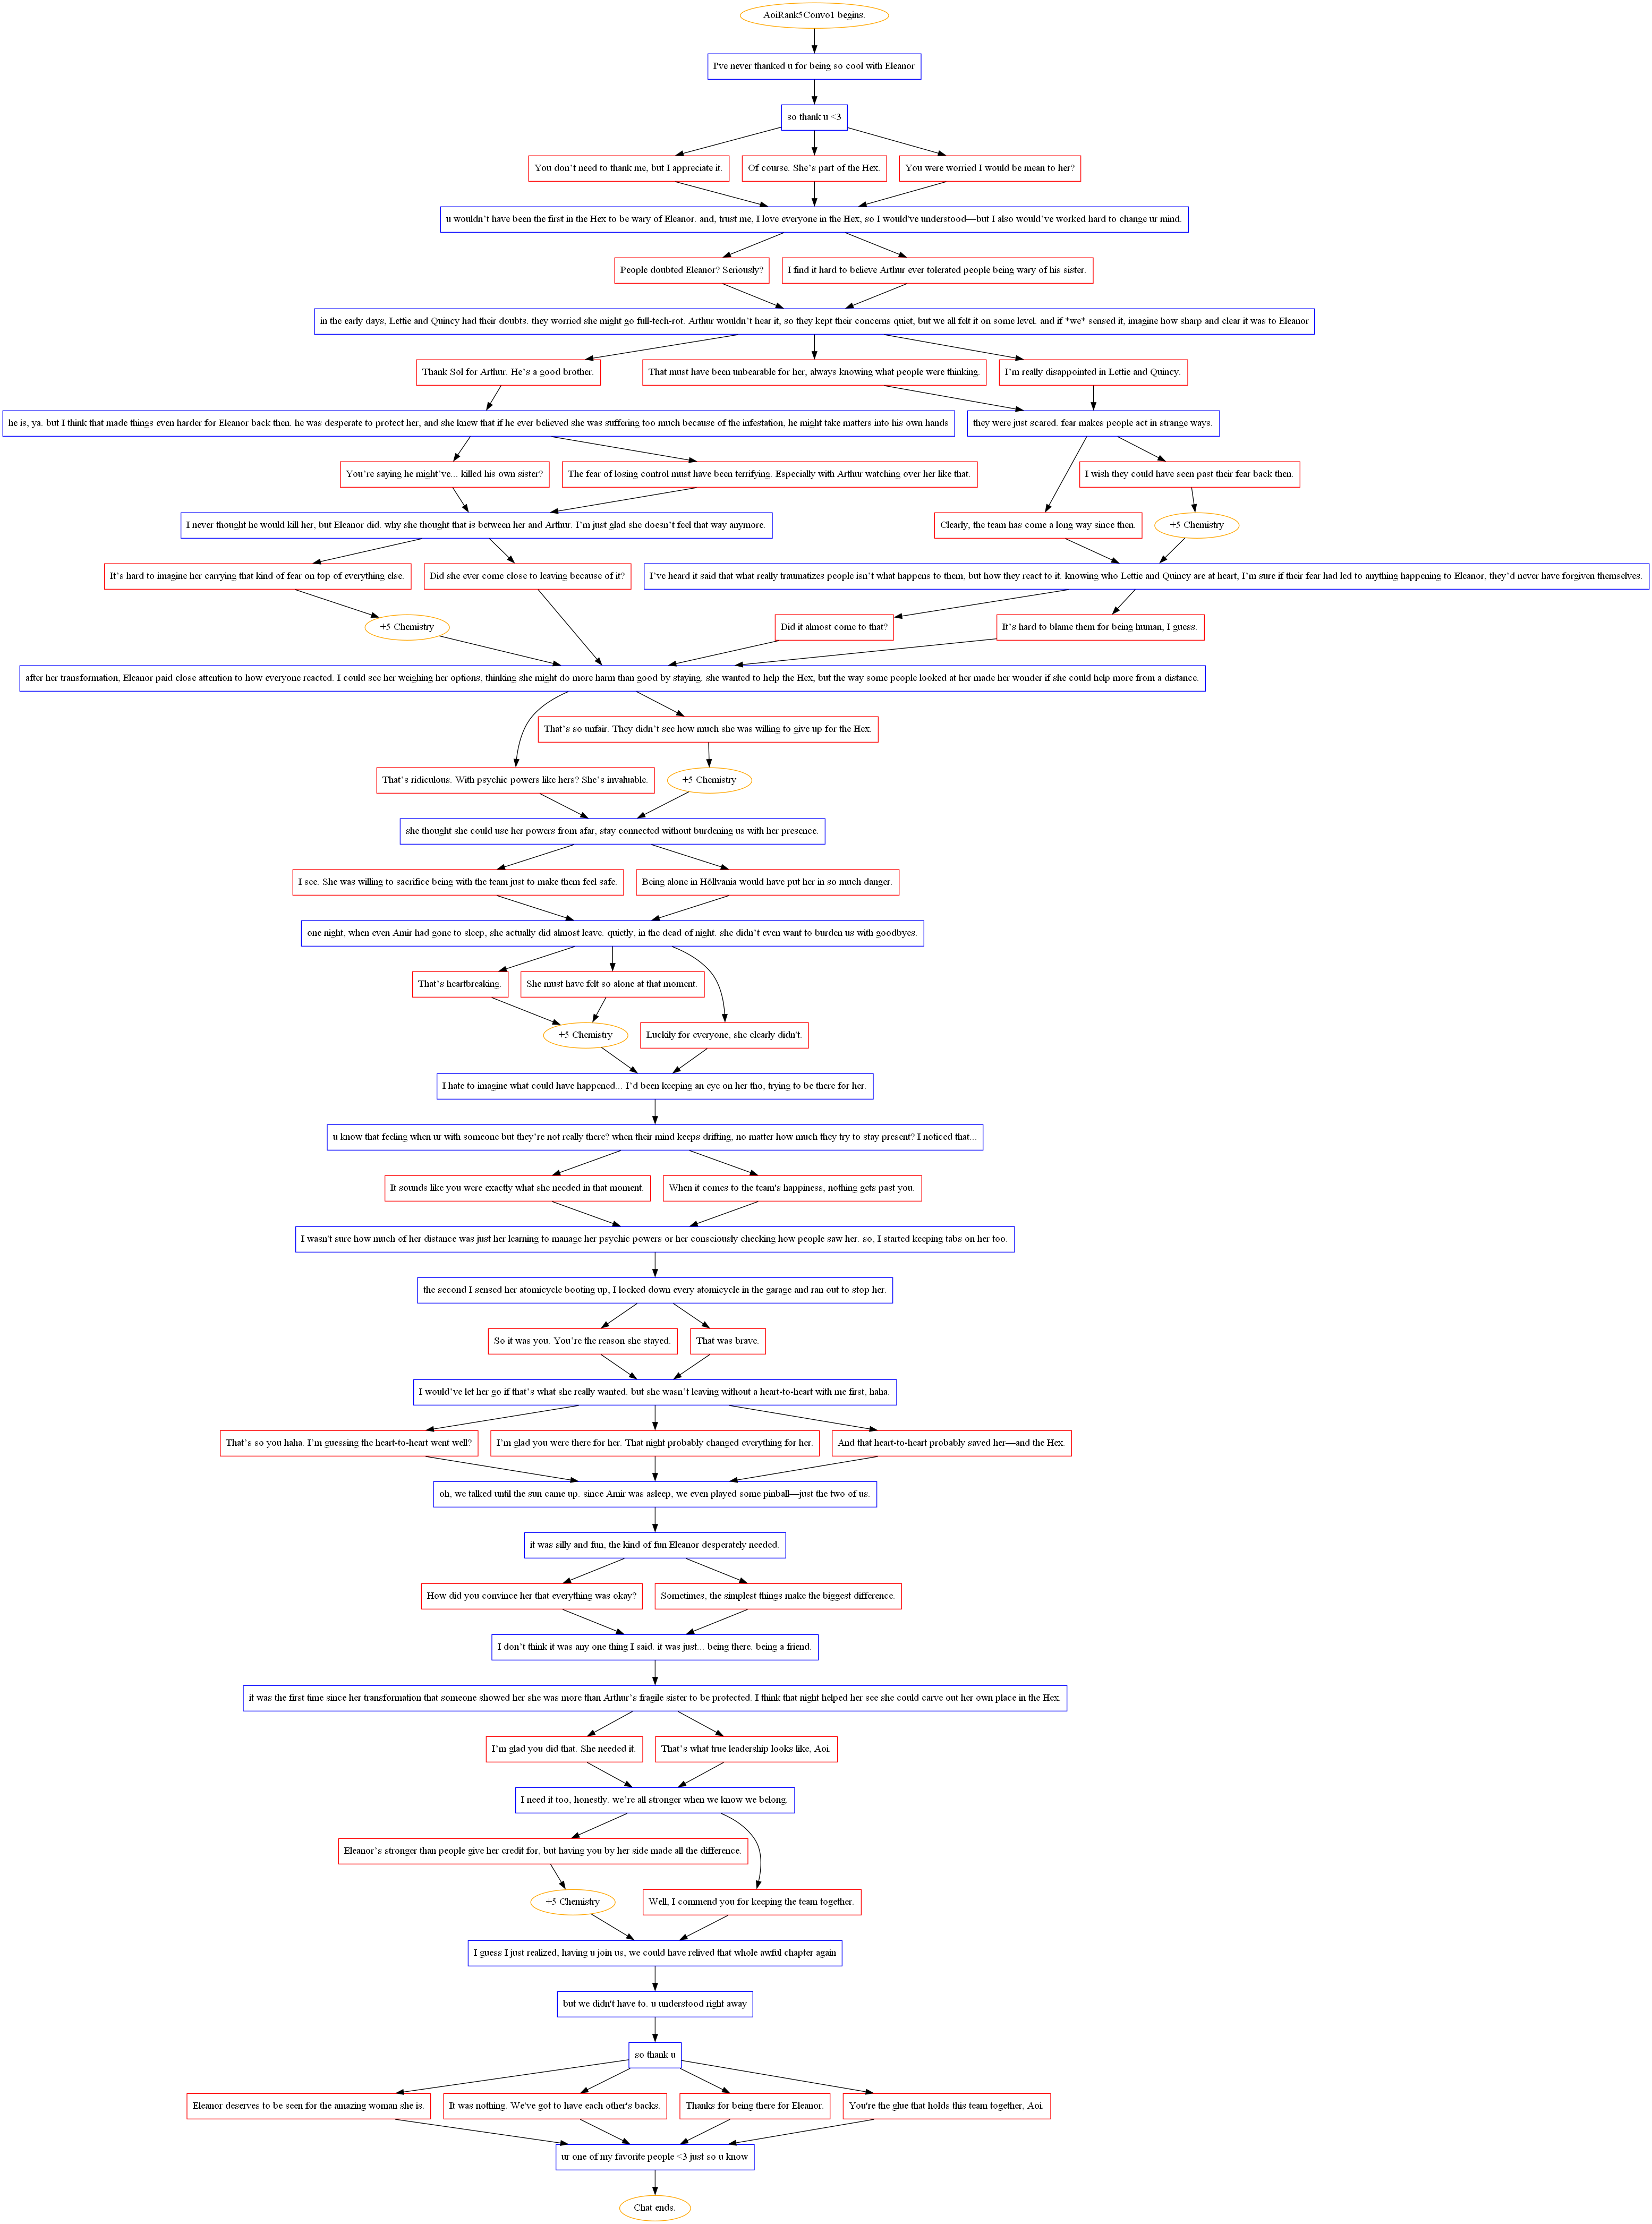 AoiRank5Convo1 begins.
I've never thanked u for being so cool with Eleanor
so thank u <3
You don’t need to thank me, but I appreciate it.
Of course. She’s part of the Hex.
You were worried I would be mean to her?
u wouldn’t have been the first in the Hex to be wary of Eleanor. and, trust me, I love everyone in the Hex, so I would've understood—but I also would’ve worked hard to change ur mind.
People doubted Eleanor? Seriously?
I find it hard to believe Arthur ever tolerated people being wary of his sister.
in the early days, Lettie and Quincy had their doubts. they worried she might go full-tech-rot. Arthur wouldn’t hear it, so they kept their concerns quiet, but we all felt it on some level. and if *we* sensed it, imagine how sharp and clear it was to Eleanor
Thank Sol for Arthur. He’s a good brother.
That must have been unbearable for her, always knowing what people were thinking.
I’m really disappointed in Lettie and Quincy.
he is, ya. but I think that made things even harder for Eleanor back then. he was desperate to protect her, and she knew that if he ever believed she was suffering too much because of the infestation, he might take matters into his own hands
they were just scared. fear makes people act in strange ways.
You’re saying he might’ve... killed his own sister?
The fear of losing control must have been terrifying. Especially with Arthur watching over her like that.
I wish they could have seen past their fear back then.
I never thought he would kill her, but Eleanor did. why she thought that is between her and Arthur. I’m just glad she doesn’t feel that way anymore.
Clearly, the team has come a long way since then.
+5 Chemistry
It’s hard to imagine her carrying that kind of fear on top of everything else.
Did she ever come close to leaving because of it?
I’ve heard it said that what really traumatizes people isn’t what happens to them, but how they react to it. knowing who Lettie and Quincy are at heart, I’m sure if their fear had led to anything happening to Eleanor, they’d never have forgiven themselves.
+5 Chemistry
Did it almost come to that?
It’s hard to blame them for being human, I guess.
after her transformation, Eleanor paid close attention to how everyone reacted. I could see her weighing her options, thinking she might do more harm than good by staying. she wanted to help the Hex, but the way some people looked at her made her wonder if she could help more from a distance.
That’s so unfair. They didn’t see how much she was willing to give up for the Hex.
That’s ridiculous. With psychic powers like hers? She’s invaluable.
+5 Chemistry
she thought she could use her powers from afar, stay connected without burdening us with her presence.
I see. She was willing to sacrifice being with the team just to make them feel safe.
Being alone in Höllvania would have put her in so much danger.
one night, when even Amir had gone to sleep, she actually did almost leave. quietly, in the dead of night. she didn’t even want to burden us with goodbyes.
That’s heartbreaking.
She must have felt so alone at that moment.
+5 Chemistry
Luckily for everyone, she clearly didn't.
I hate to imagine what could have happened... I’d been keeping an eye on her tho, trying to be there for her.
u know that feeling when ur with someone but they’re not really there? when their mind keeps drifting, no matter how much they try to stay present? I noticed that...
It sounds like you were exactly what she needed in that moment.
When it comes to the team's happiness, nothing gets past you.
I wasn't sure how much of her distance was just her learning to manage her psychic powers or her consciously checking how people saw her. so, I started keeping tabs on her too.
the second I sensed her atomicycle booting up, I locked down every atomicycle in the garage and ran out to stop her.
So it was you. You’re the reason she stayed.
That was brave.
I would’ve let her go if that’s what she really wanted. but she wasn’t leaving without a heart-to-heart with me first, haha.
That’s so you haha. I’m guessing the heart-to-heart went well?
I’m glad you were there for her. That night probably changed everything for her.
And that heart-to-heart probably saved her—and the Hex.
oh, we talked until the sun came up. since Amir was asleep, we even played some pinball—just the two of us.
it was silly and fun, the kind of fun Eleanor desperately needed.
How did you convince her that everything was okay?
Sometimes, the simplest things make the biggest difference.
I don’t think it was any one thing I said. it was just... being there. being a friend.
it was the first time since her transformation that someone showed her she was more than Arthur’s fragile sister to be protected. I think that night helped her see she could carve out her own place in the Hex.
I’m glad you did that. She needed it.
That’s what true leadership looks like, Aoi.
I need it too, honestly. we’re all stronger when we know we belong.
Eleanor’s stronger than people give her credit for, but having you by her side made all the difference.
+5 Chemistry
Well, I commend you for keeping the team together.
I guess I just realized, having u join us, we could have relived that whole awful chapter again
but we didn't have to. u understood right away
so thank u
Eleanor deserves to be seen for the amazing woman she is.
It was nothing. We've got to have each other's backs.
Thanks for being there for Eleanor.
You're the glue that holds this team together, Aoi.
ur one of my favorite people <3 just so u know
Chat ends.